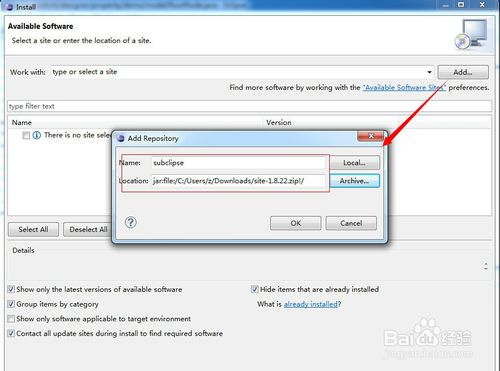 Install
Available Software
Select a site or enter the location of a site.
Work with: type or select a site Add...
Find more software by working with the "Available Software Sites" preferences.
type filter text
Name Version
There is no site selec
Add Repository
Name: subclipse Local...
Location: jar:file:/C:/Users/z/Downloads/site-1.8.22.zip!/ Archive...
OK Cancel
Select All Deselect All
Details
Show only the latest versions of available software
Hide items that are already installed
Group items by category
What is already installed?
Show only software applicable to target environment
Contact all update sites during install to find required software
Baidu 经验
jingyan.baidu.com